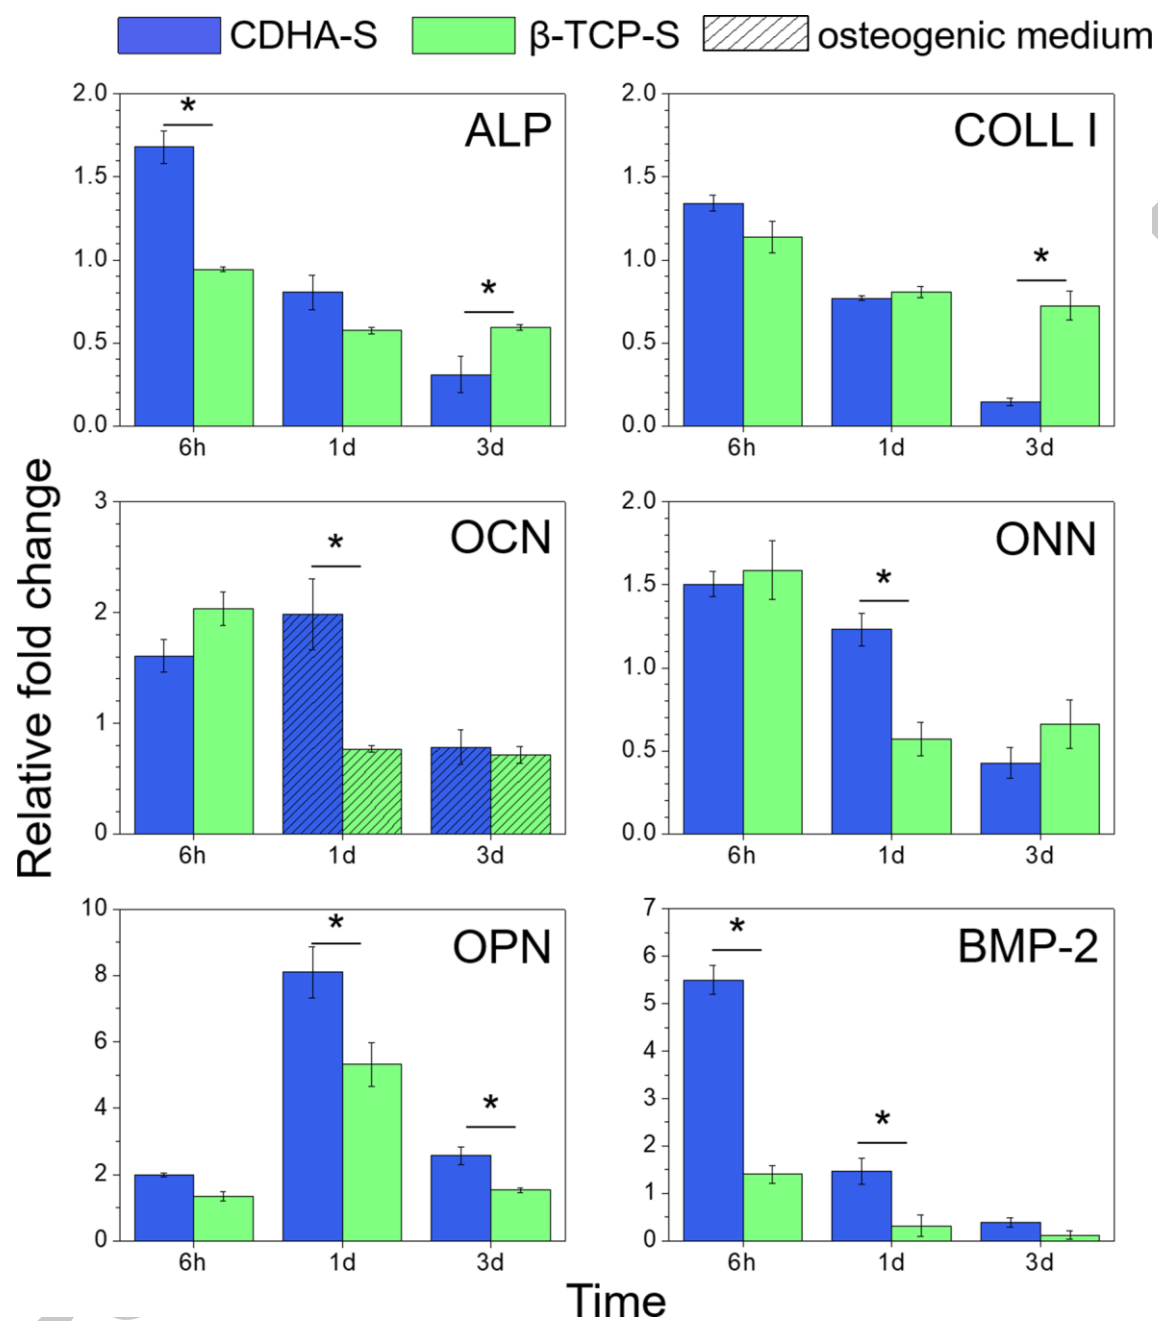 CDHA-S β-TCP-S osteogenic medium
Relative fold change
ALP
2.0
1.5
1.0
0.5
0.0
6h 1d 3d
*
*
COLL I
2.0
1.5
1.0
0.5
0.0
6h 1d 3d
*
OCN
3
2
1
0
6h 1d 3d
*
ONN
2.0
1.5
1.0
0.5
0.0
6h 1d 3d
*
OPN
10
8
6
4
2
0
6h 1d 3d
*
*
BMP-2
7
6
5
4
3
2
1
0
6h 1d 3d
*
*
Time